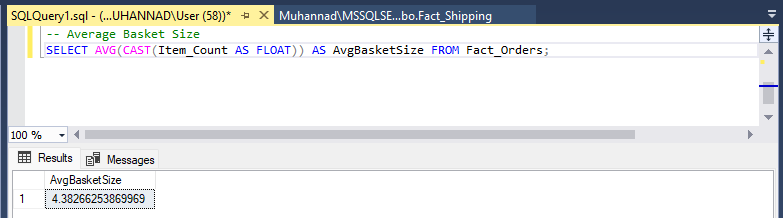 SQLQuery1.sql - (...UHANNAD\User (58))*
Muhannad\MSSQLSE...bo.Fact_Shipping
-- Average Basket Size
SELECT AVG(CAST(Item_Count AS FLOAT)) AS AvgBasketSize FROM Fact_Orders;
100 %
Results
Messages
AvgBasketSize
1
4.38266253869969